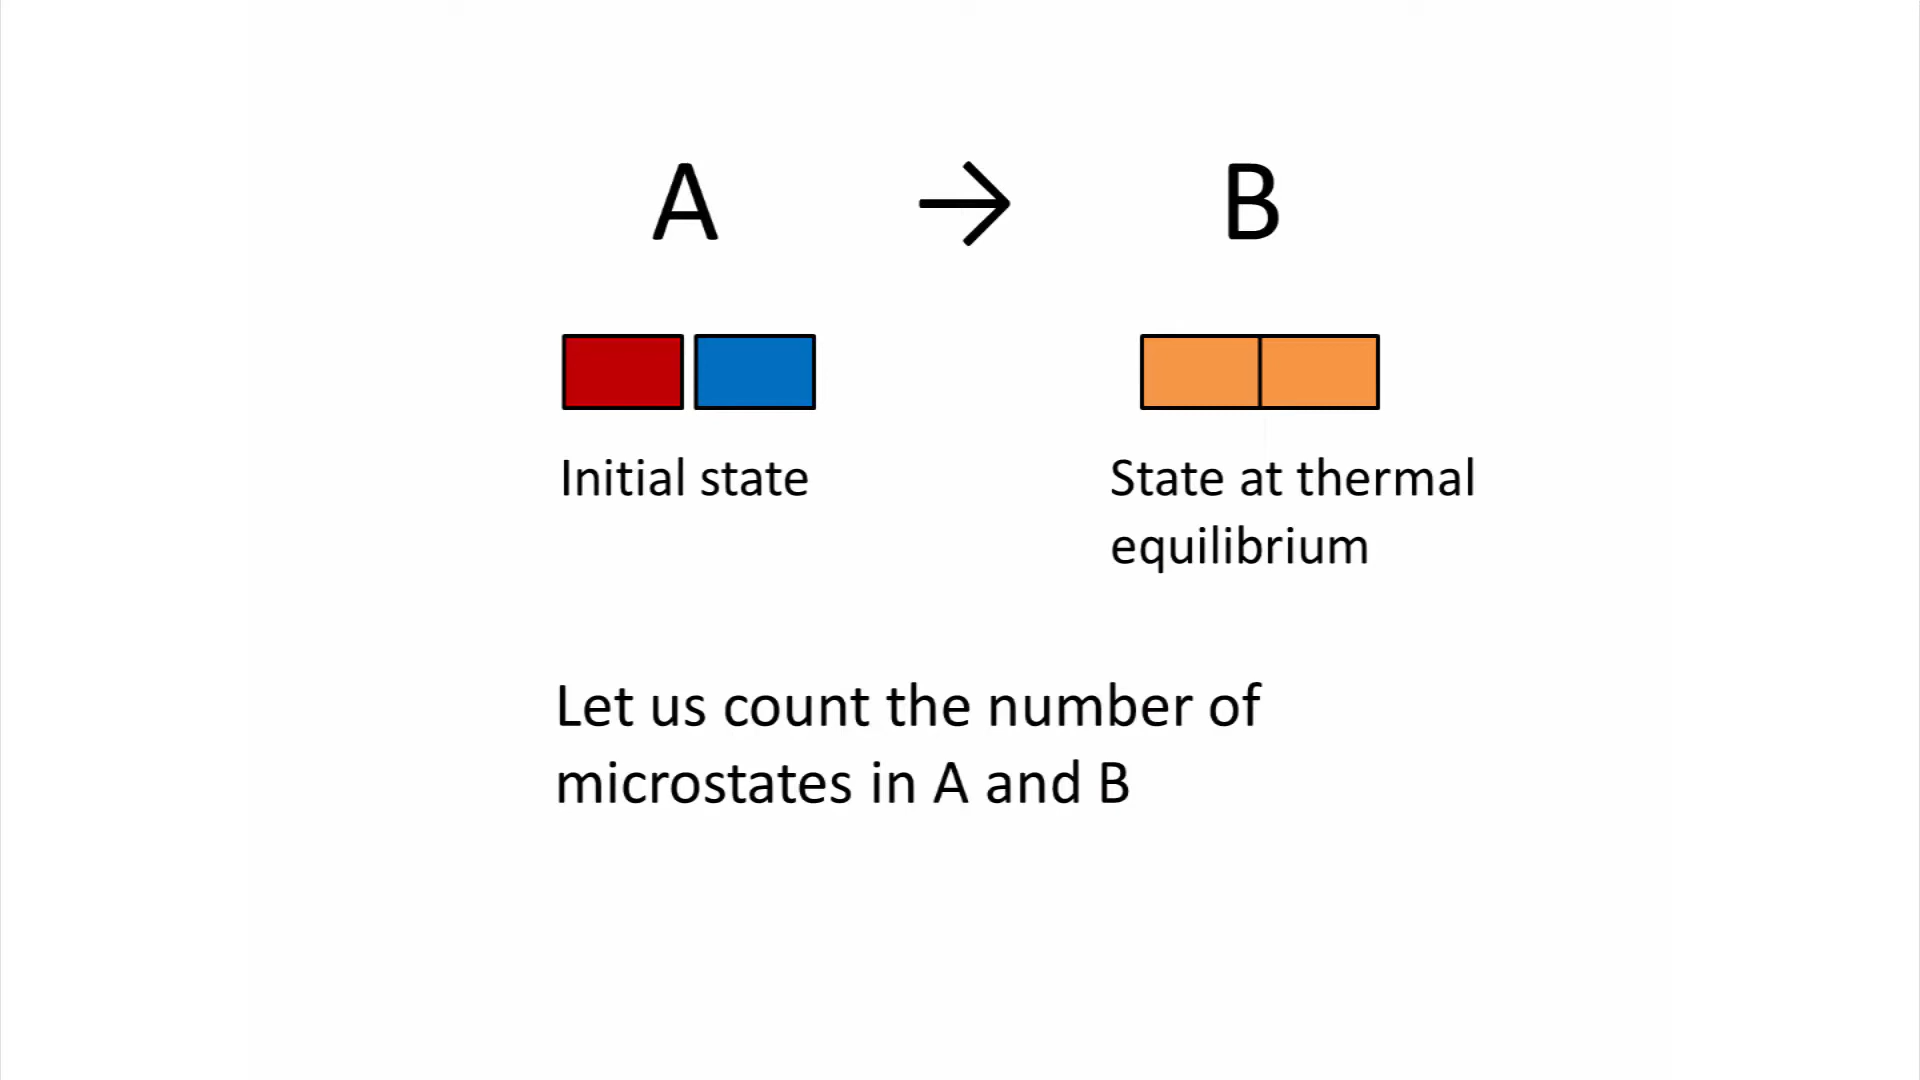 A → B
Initial state
State at thermal
equilibrium
Let us count the number of
microstates in A and B